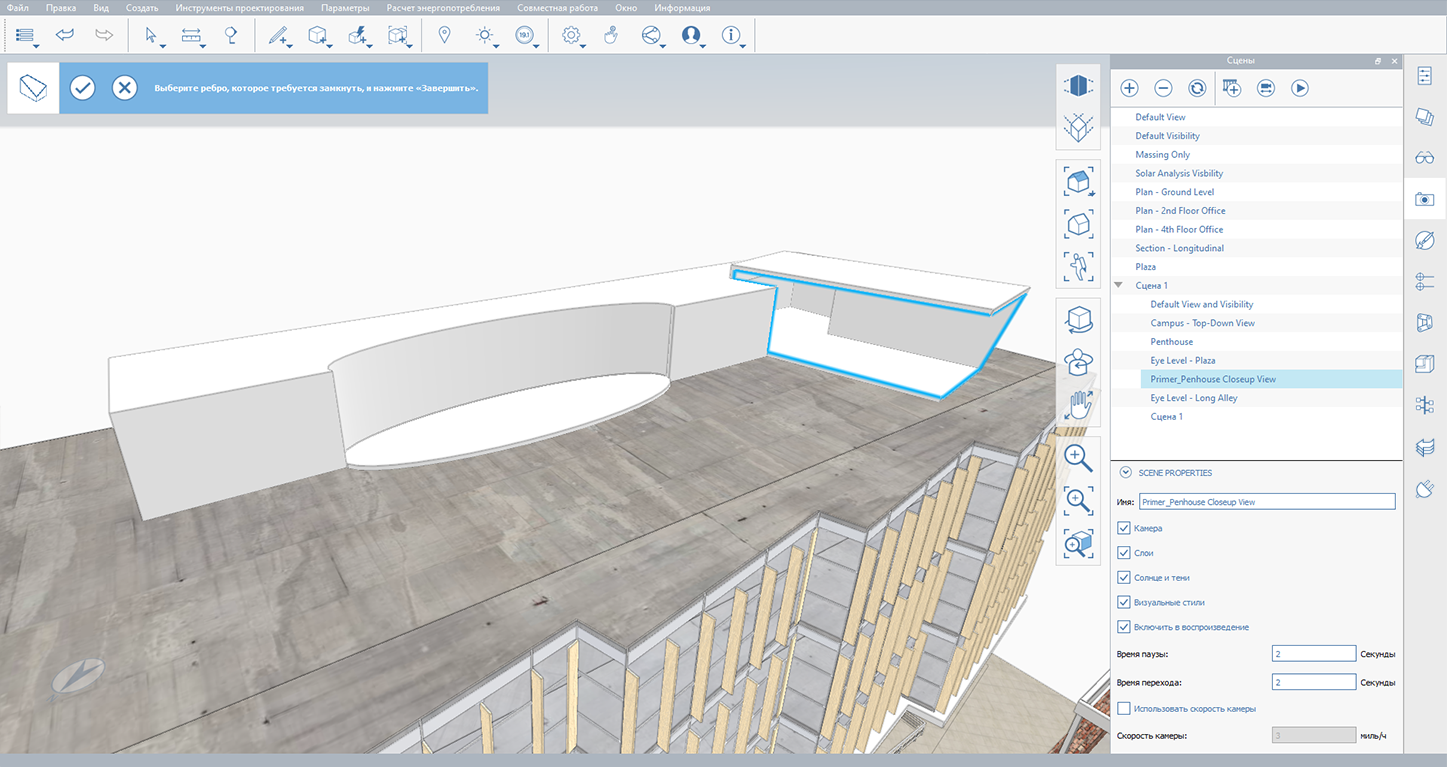 Файл Правка Вид Создать Инструменты проектирования Параметры Расчет энергопотребления Совместная работа Окно Информация
19.1
Выберите ребро, которое требуется замкнуть, и нажмите «Завершить».
Сцены
Default View
Default Visibility
Massing Only
Solar Analysis Visbility
Plan - Ground Level
Plan - 2nd Floor Office
Plan - 4th Floor Office
Section - Longitudinal
Plaza
Сцена 1
Default View and Visibility
Campus - Top-Down View
Penthouse
Eye Level - Plaza
Primer_Penhouse Closeup View
Eye Level - Long Alley
Сцена 1
SCENE PROPERTIES
Имя: Primer_Penhouse Closeup View
Камера
Слои
Солнце и тени
Визуальные стили
Включить в воспроизведение
Время паузы: 2 Секунды
Время перехода: 2 Секунды
Использовать скорость камеры
Скорость камеры: 3 миль/ч